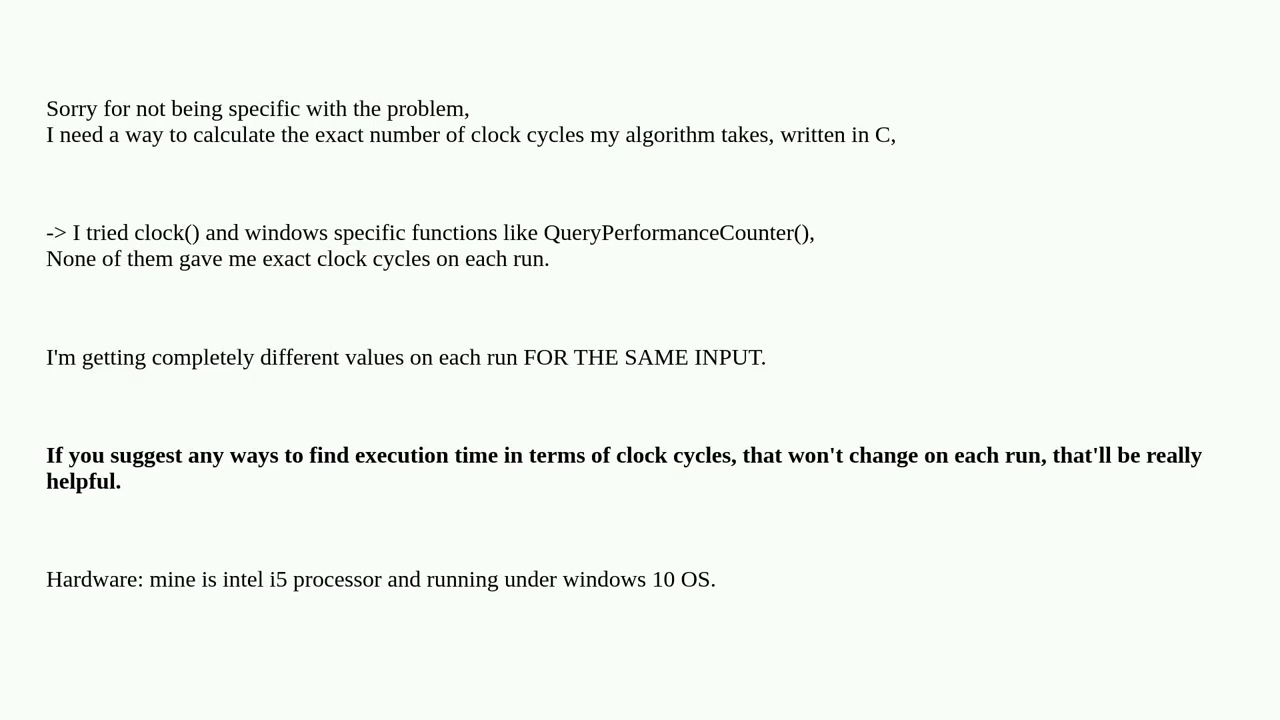 Sorry for not being specific with the problem,
I need a way to calculate the exact number of clock cycles my algorithm takes, written in C,
-> I tried clock() and windows specific functions like QueryPerformanceCounter(),
None of them gave me exact clock cycles on each run.
I'm getting completely different values on each run FOR THE SAME INPUT.
If you suggest any ways to find execution time in terms of clock cycles, that won't change on each run, that'll be really
helpful.
Hardware: mine is intel i5 processor and running under windows 10 OS.